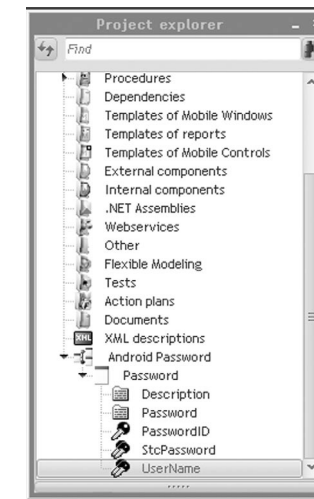 Project explorer
Find
Procedures
Dependencies
Templates of Mobile Windows
Templates of reports
Templates of Mobile Controls
External components
Internal components
.NET Assemblies
Webservices
Other
Flexible Modeling
Tests
Action plans
Documents
XML descriptions
Android Password
Password
Description
Password
PasswordID
StcPassword
UserName